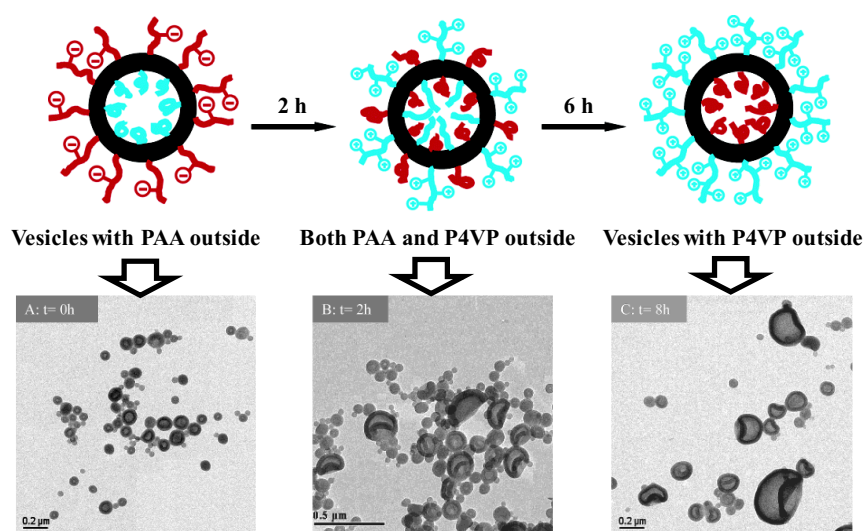 2 h
6 h
Vesicles with PAA outside
Both PAA and P4VP outside
Vesicles with P4VP outside
A: t= 0h
B: t= 2h
C: t= 8h
0.2 µm
0.5 µm
0.2 µm